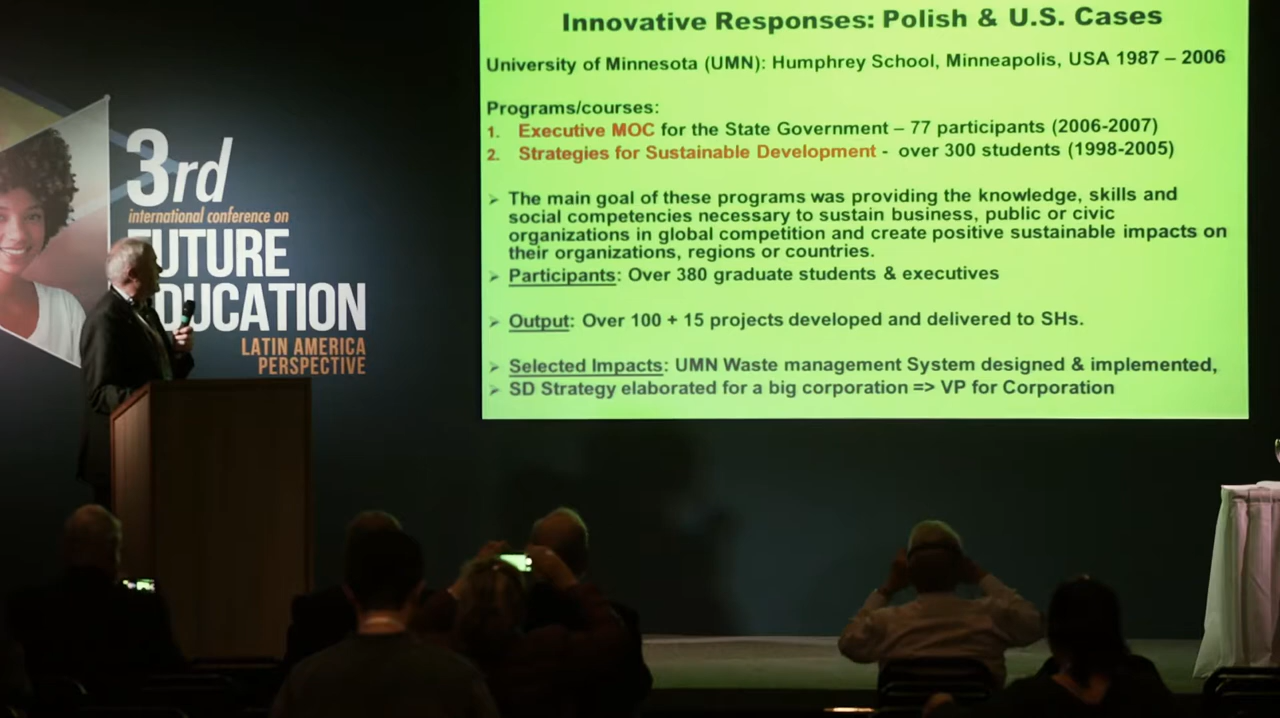 3rd
international conference on
FUTURE
EDUCATION
LATIN AMERICA
PERSPECTIVE
Innovative Responses: Polish & U.S. Cases
University of Minnesota (UMN): Humphrey School, Minneapolis, USA 1987 – 2006
Programs/courses:
1. Executive MOC for the State Government – 77 participants (2006-2007)
2. Strategies for Sustainable Development - over 300 students (1998-2005)
➢ The main goal of these programs was providing the knowledge, skills and
social competencies necessary to sustain business, public or civic
organizations in global competition and create positive sustainable impacts on
their organizations, regions or countries.
➢ Participants: Over 380 graduate students & executives
➢ Output: Over 100 + 15 projects developed and delivered to SHs.
➢ Selected Impacts: UMN Waste management System designed & implemented,
➢ SD Strategy elaborated for a big corporation => VP for Corporation